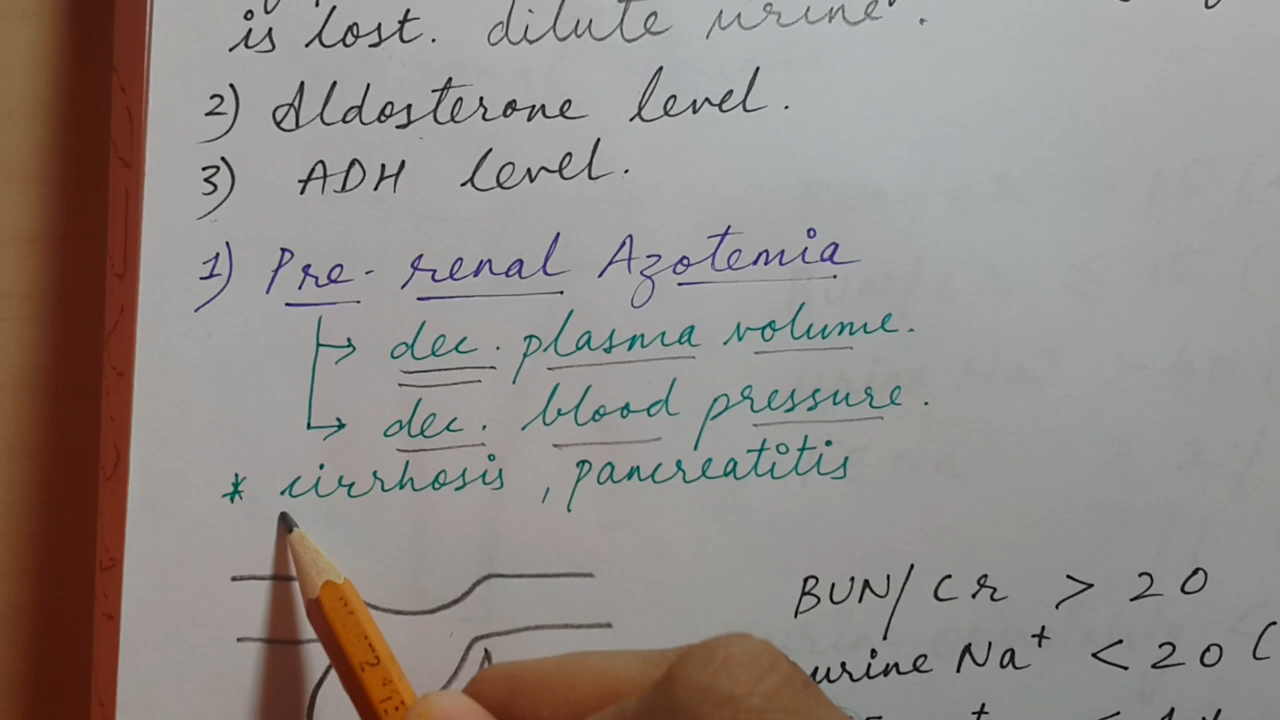 is lost. dilute urine.
2) Aldosterone level.
3) ADH level.
1) Pre-renal Azotemia
dec. plasma volume.
dec. blood pressure.
* cirrhosis, pancreatitis
BUN/Cr > 20
urine Na+ < 20 (